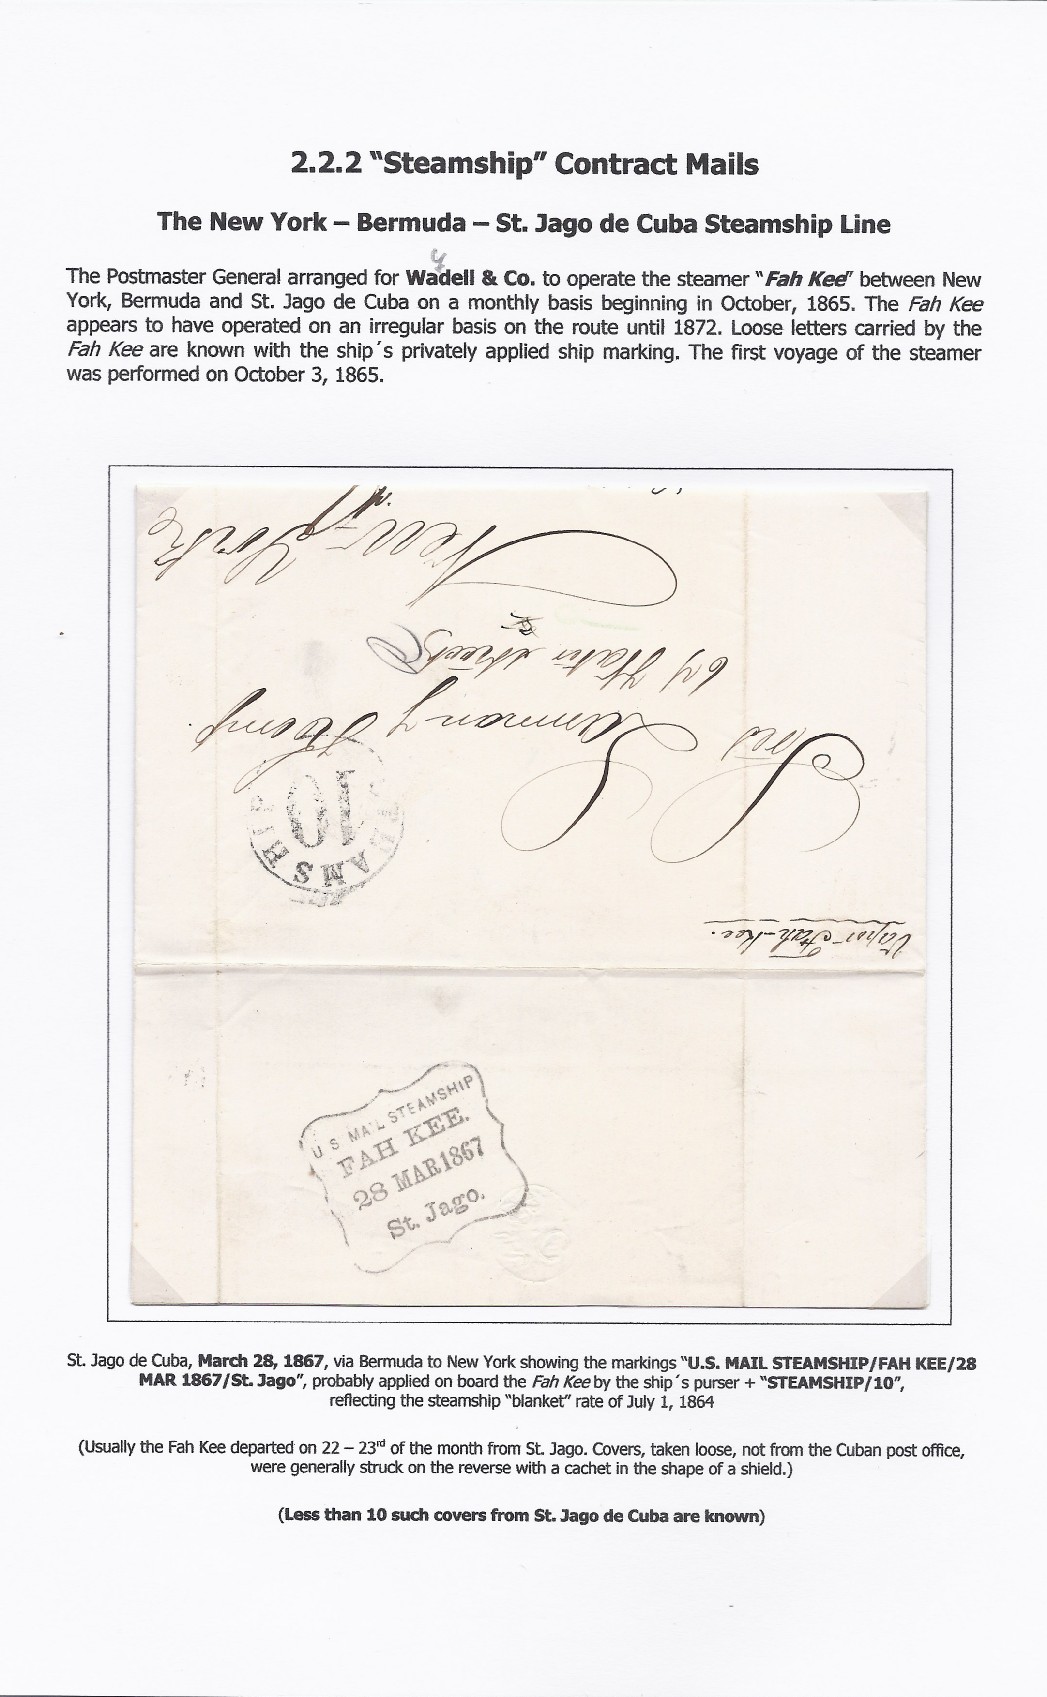 2.2.2 "Steamship" Contract Mails
The New York – Bermuda – St. Jago de Cuba Steamship Line
y
The Postmaster General arranged for Wadell & Co. to operate the steamer "Fah Kee" between New
York, Bermuda and St. Jago de Cuba on a monthly basis beginning in October, 1865. The Fah Kee
appears to have operated on an irregular basis on the route until 1872. Loose letters carried by the
Fah Kee are known with the ship´s privately applied ship marking. The first voyage of the steamer
was performed on October 3, 1865.
Vapor Fah-Kee.
STEAMSHIP
10
64 Water Street
New-York
U S MAIL STEAMSHIP
FAH KEE.
28 MAR 1867
St. Jago.
St. Jago de Cuba, March 28, 1867, via Bermuda to New York showing the markings "U.S. MAIL STEAMSHIP/FAH KEE/28
MAR 1867/St. Jago", probably applied on board the Fah Kee by the ship´s purser + "STEAMSHIP/10",
reflecting the steamship "blanket" rate of July 1, 1864
(Usually the Fah Kee departed on 22 – 23rd of the month from St. Jago. Covers, taken loose, not from the Cuban post office,
were generally struck on the reverse with a cachet in the shape of a shield.)
(Less than 10 such covers from St. Jago de Cuba are known)